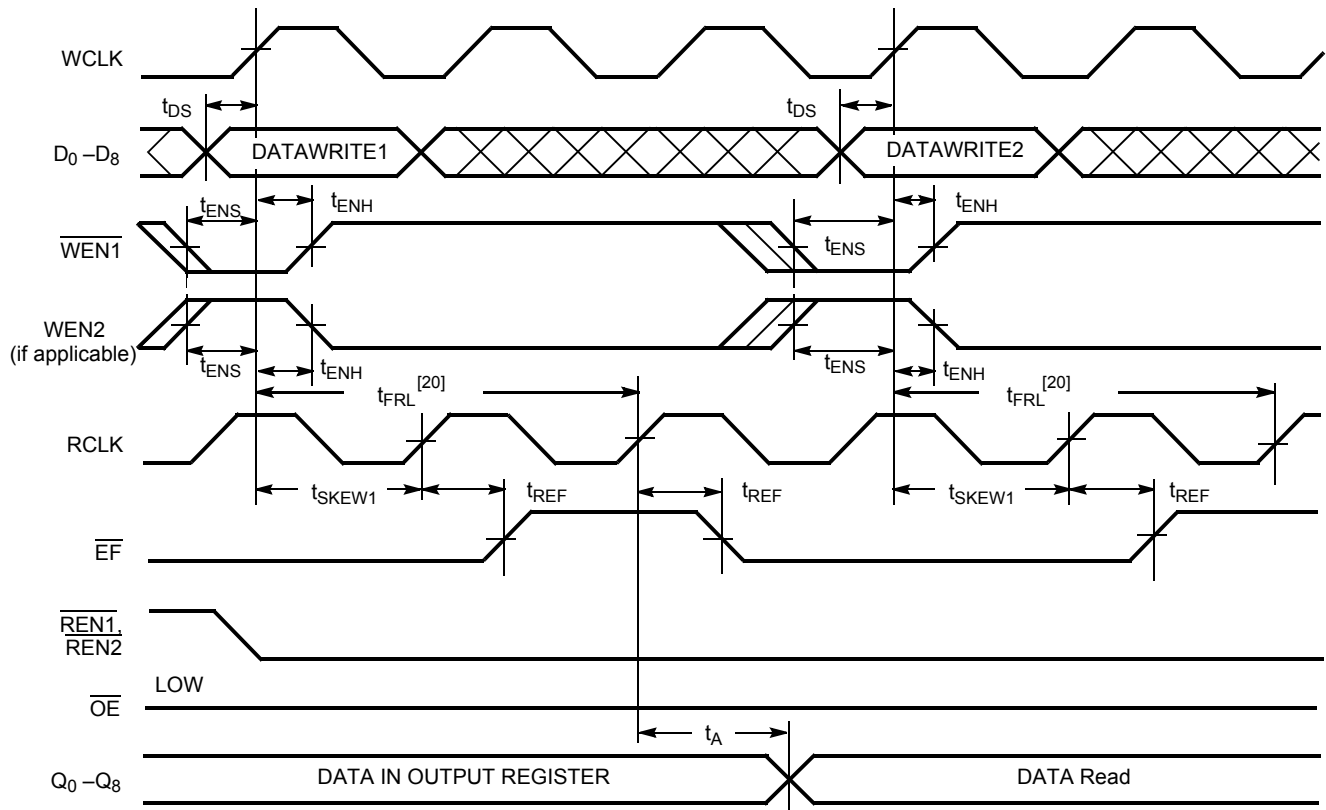 WCLK
tDS tDS
D0 –D8 DATAWRITE1 DATAWRITE2
tENS tENH tENH
WEN1 tENS
WEN2
(if applicable)
tENS tENH tENS tENH
tFRL[20] tFRL[20]
RCLK
tSKEW1 tREF tREF tSKEW1 tREF
EF
REN1,
REN2
LOW
OE
tA
Q0 –Q8 DATA IN OUTPUT REGISTER DATA Read